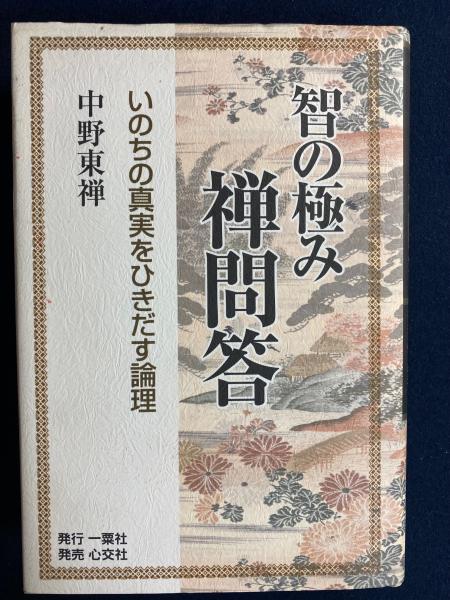 智の極み
禅問答
いのちの真実をひきだす論理
中野東禅
発行 一粟社
発売 心交社